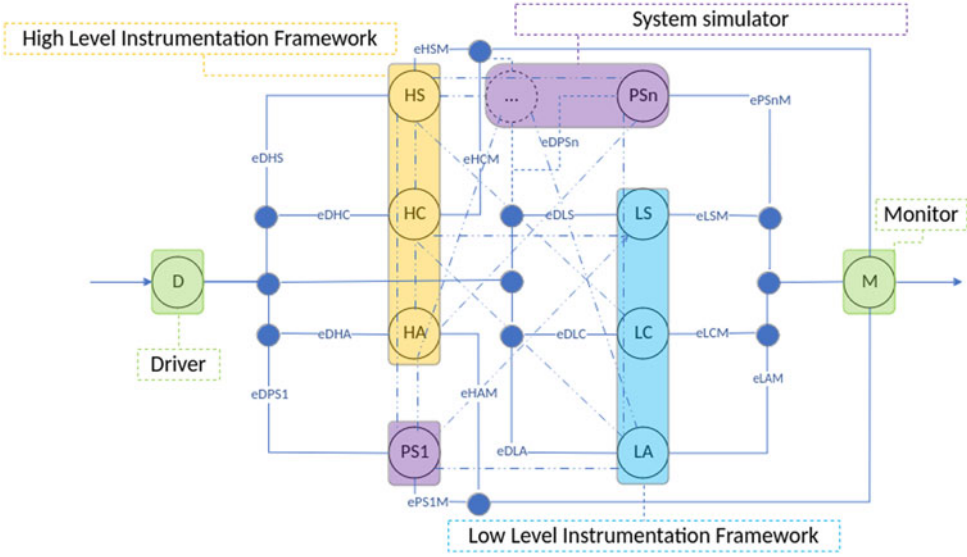 System simulator
High Level Instrumentation Framework
eHSM
HS
...
PSn
ePSnM
eDPSn
eDHS
eHCM
eDHC
HC
eDLS
LS
eLSM
Monitor
D
M
eDHA
HA
eDLC
LC
eLCM
Driver
eDPS1
eHAM
eLAM
PS1
eDLA
LA
ePS1M
Low Level Instrumentation Framework